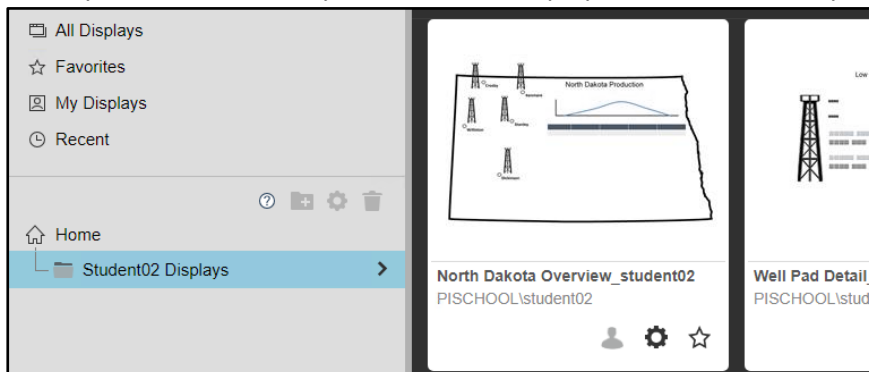 All Displays
Favorites
My Displays
Recent
Home
Student02 Displays
North Dakota Production
North Dakota Overview_student02
PISCHOOL\student02
Low
Well Pad Detail_
PISCHOOL\stud